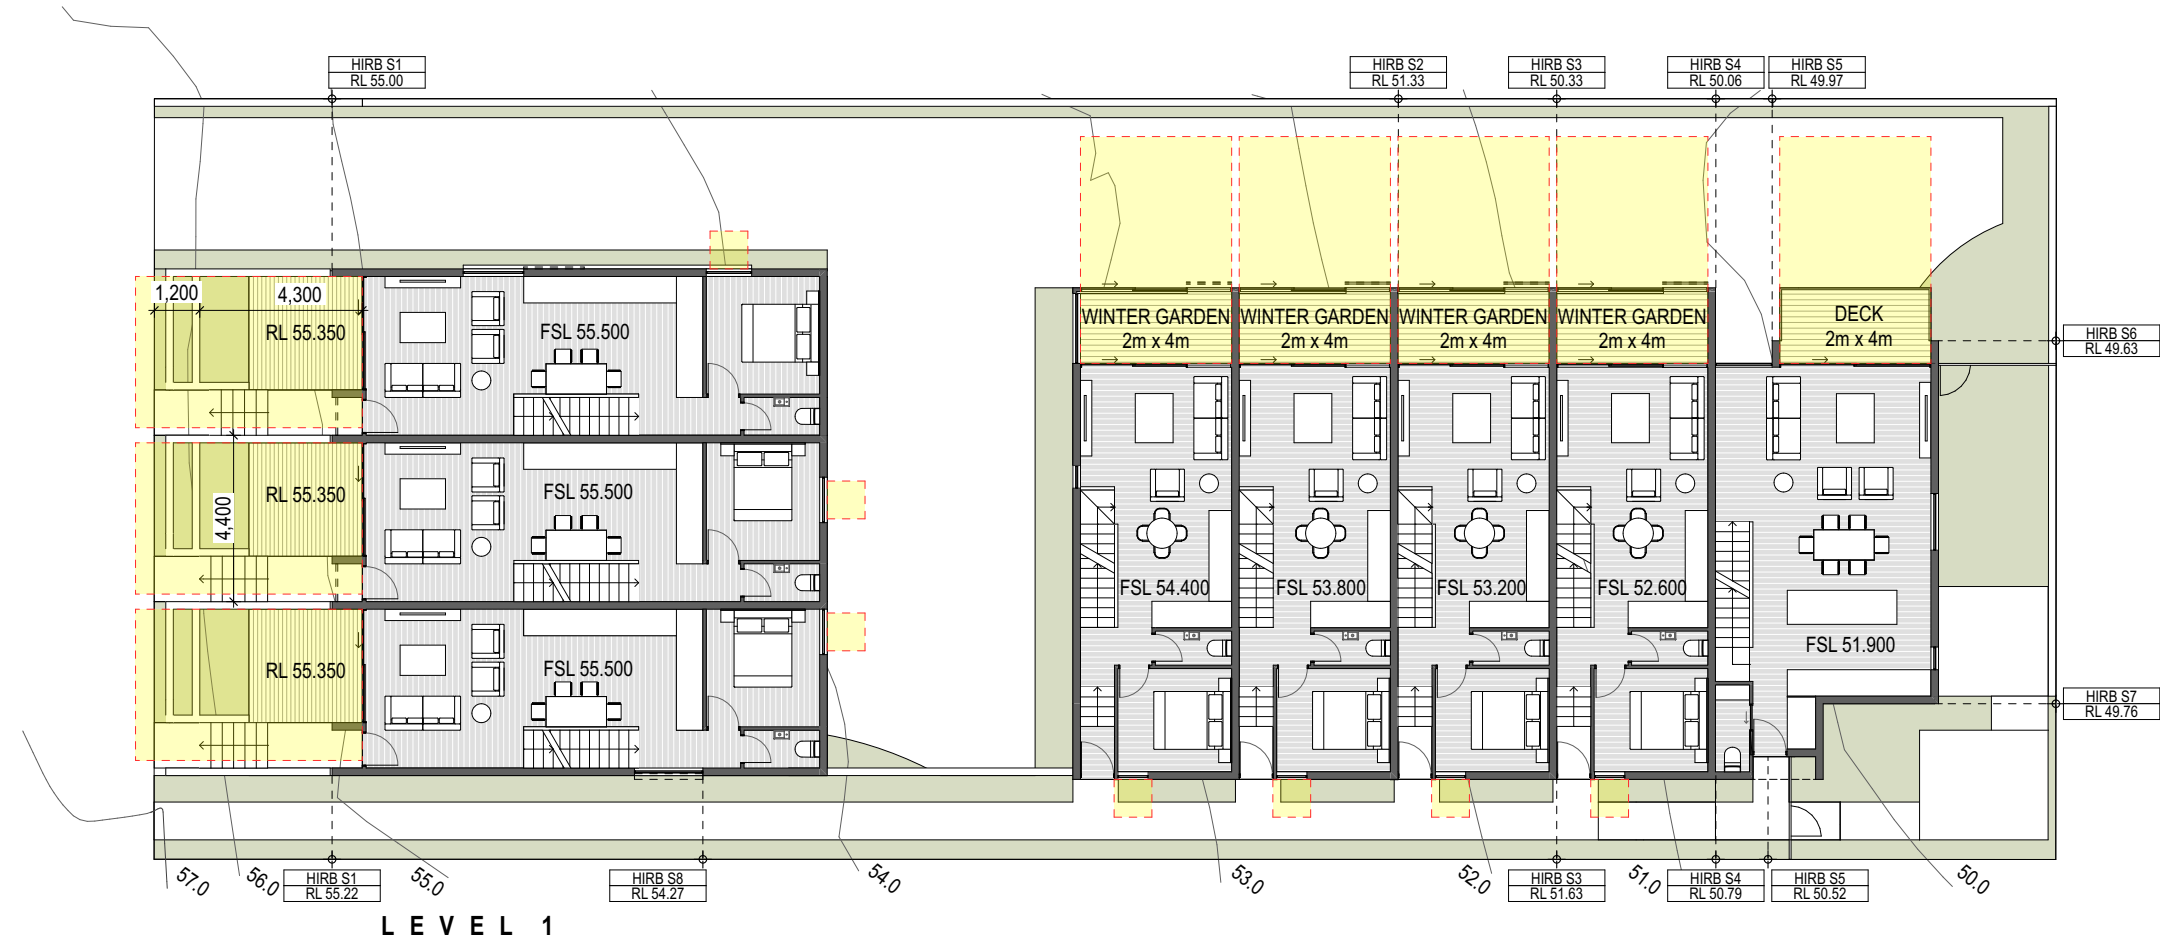 HIRB S1
RL 55.00
HIRB S2
RL 51.33
HIRB S3
RL 50.33
HIRB S4
RL 50.06
HIRB S5
RL 49.97
1,200
4,300
RL 55.350
FSL 55.500
WINTER GARDEN
2m x 4m
WINTER GARDEN
2m x 4m
WINTER GARDEN
2m x 4m
WINTER GARDEN
2m x 4m
DECK
2m x 4m
HIRB S6
RL 49.63
RL 55.350
FSL 55.500
4,400
FSL 54.400
FSL 53.800
FSL 53.200
FSL 52.600
FSL 51.900
RL 55.350
FSL 55.500
HIRB S7
RL 49.76
57.0
56.0
HIRB S1
RL 55.22
55.0
HIRB S8
RL 54.27
54.0
53.0
52.0
HIRB S3
RL 51.63
51.0
HIRB S4
RL 50.79
HIRB S5
RL 50.52
50.0
LEVEL 1